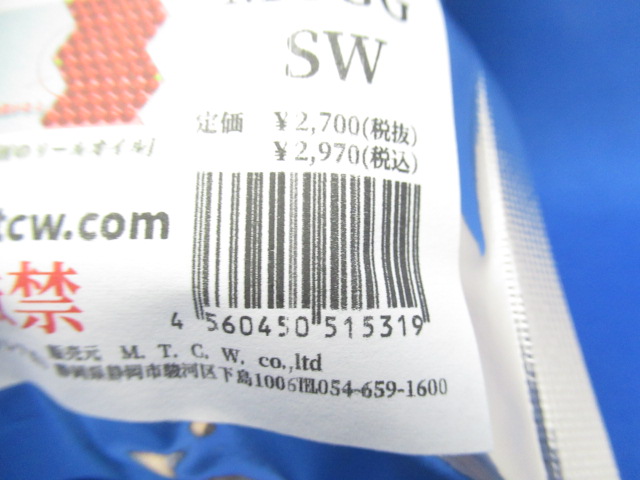 SW
定価 ¥2,700(税抜)
¥2,970(税込)
のリールオイル」
tcw.com
禁
4 560450 515319
販売元 M. T. C. W. co.,ltd
静岡県静岡市駿河区下島1006 TEL054-659-1600